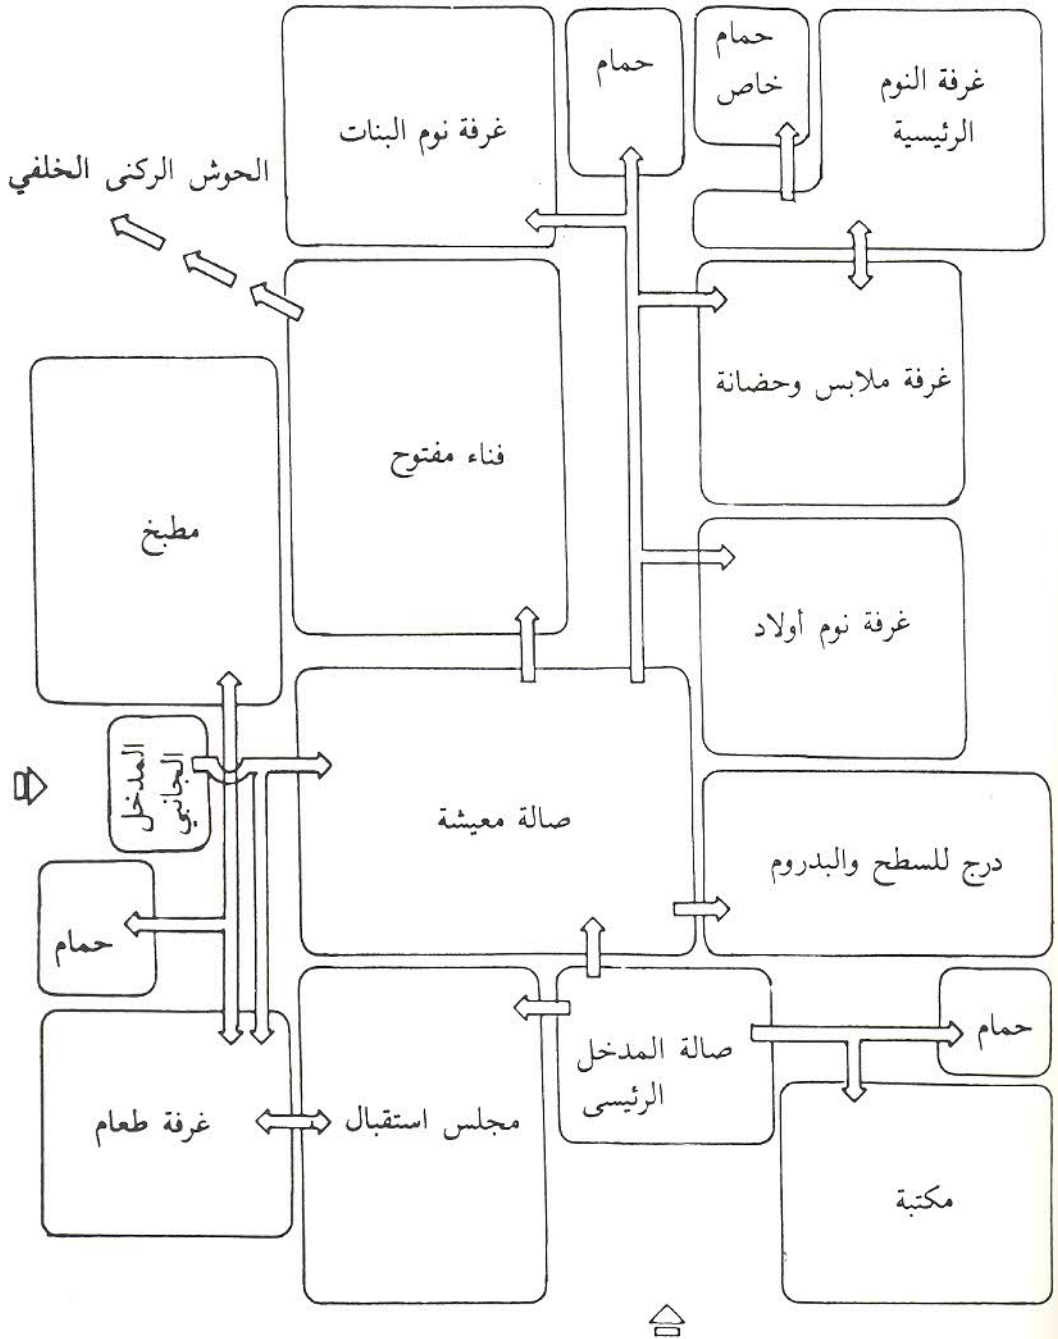 غرفة النوم
الرئيسية
حمام
خاص
حمام
غرفة نوم البنات
الحوش الركنى الخلفي
غرفة ملابس وحضانة
فناء مفتوح
مطبخ
غرفة نوم أولاد
المدخل
الجانبي
صالة معيشة
درج للسطح والبدروم
حمام
حمام
صالة المدخل
الرئيسى
مجلس استقبال
غرفة طعام
مكتبة